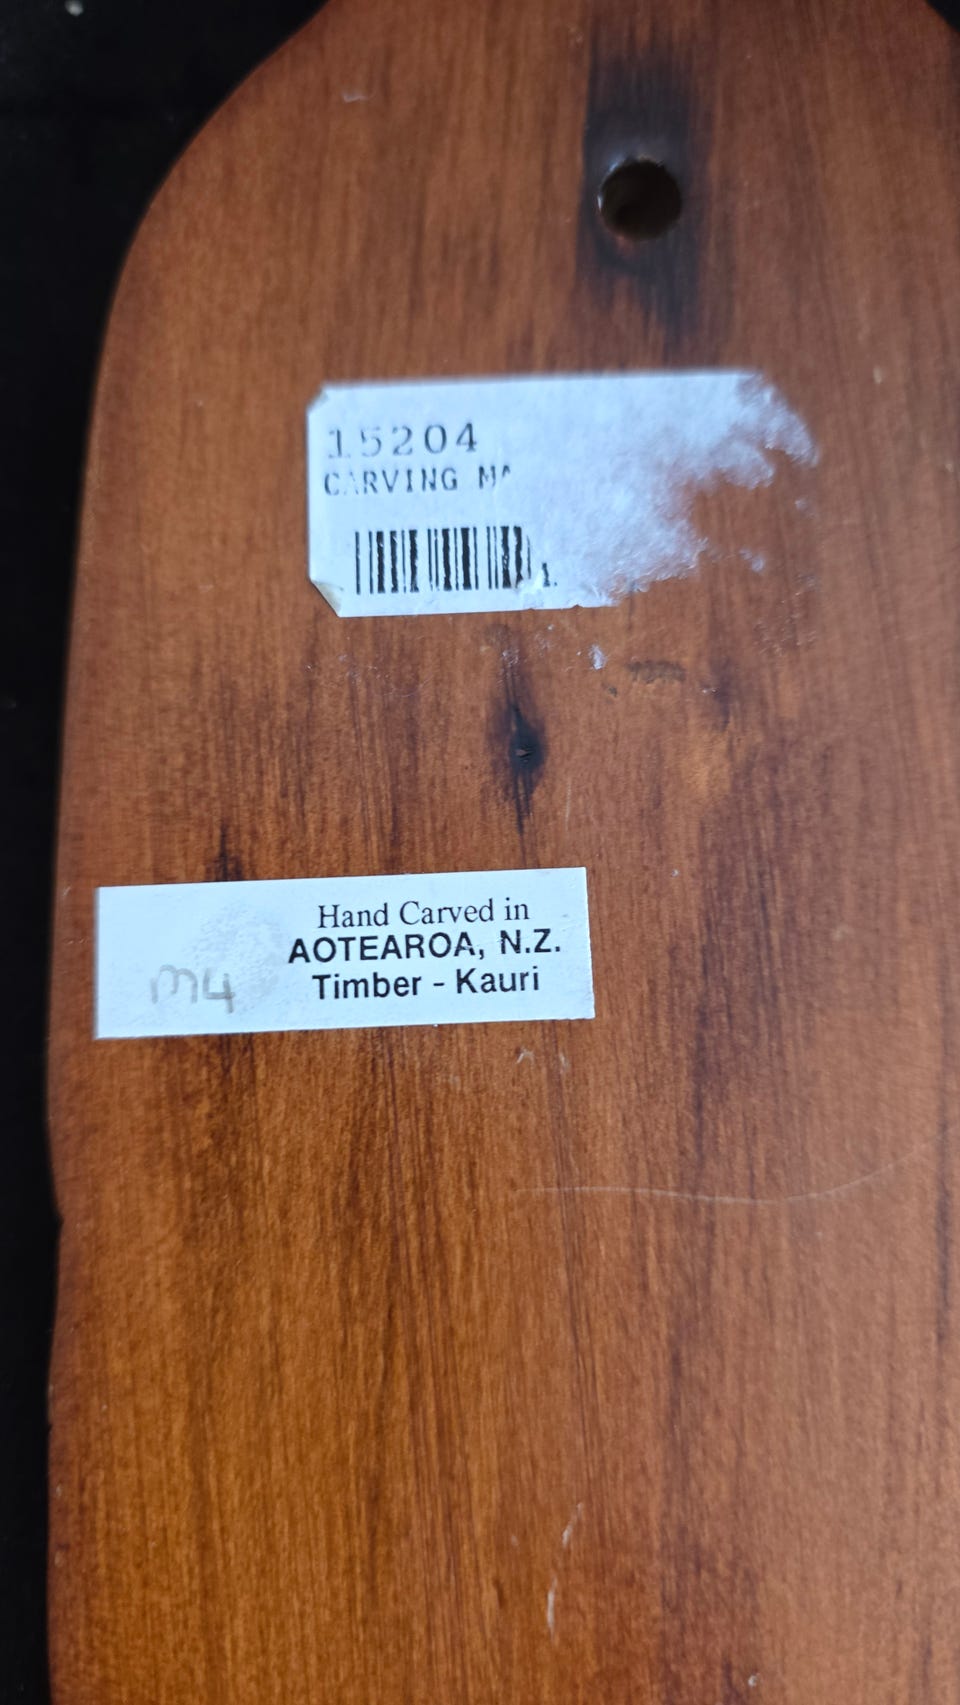 15204
CARVING
Hand Carved in
AOTEAROA, N.Z.
m4
Timber - Kauri